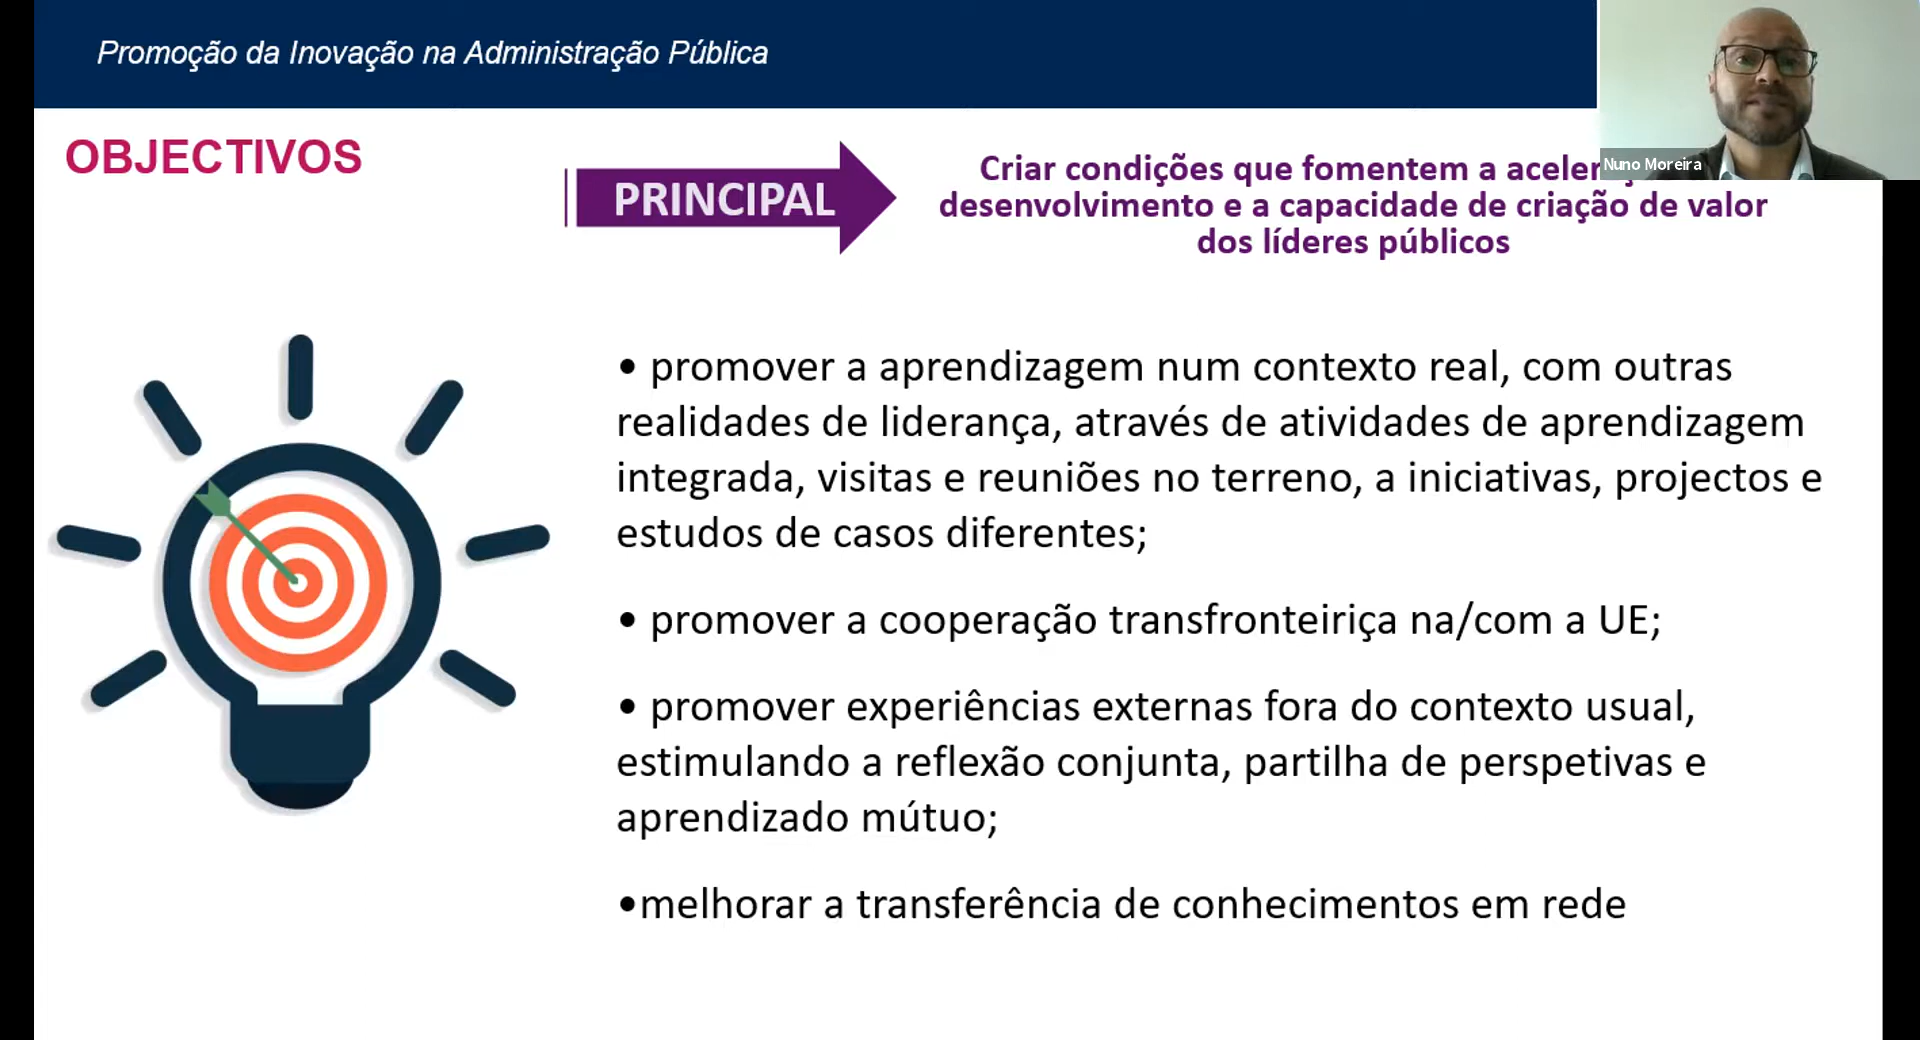 Promoção da Inovação na Administração Pública
Nuno Moreira
OBJECTIVOS
PRINCIPAL
Criar condições que fomentem a
desenvolvimento e a capacidade de criação de valor
dos líderes públicos
• promover a aprendizagem num contexto real, com outras
realidades de liderança, através de atividades de aprendizagem
integrada, visitas e reuniões no terreno, a iniciativas, projectos e
estudos de casos diferentes;
• promover a cooperação transfronteiriça na/com a UE;
• promover experiências externas fora do contexto usual,
estimulando a reflexão conjunta, partilha de perspetivas e
aprendizado mútuo;
•melhorar a transferência de conhecimentos em rede